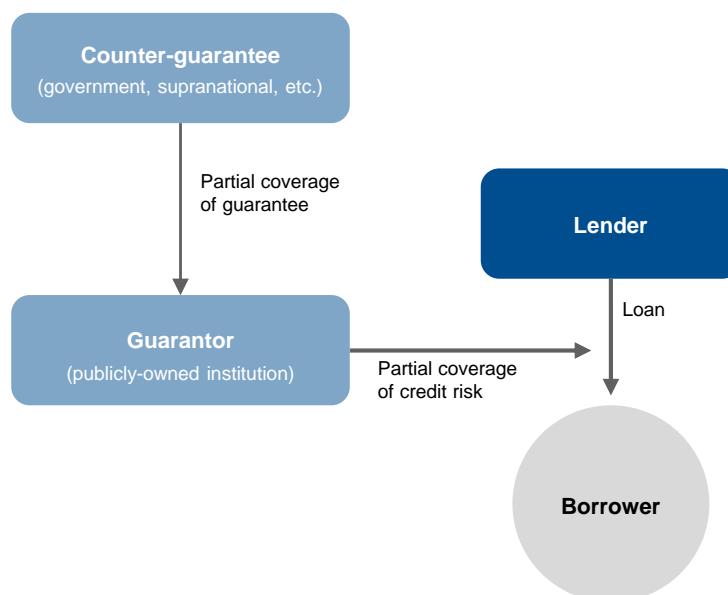 Counter-guarantee
(government, supranational, etc.)
Partial coverage
of guarantee
Lender
Loan
Guarantor
(publicly-owned institution)
Partial coverage
of credit risk
Borrower